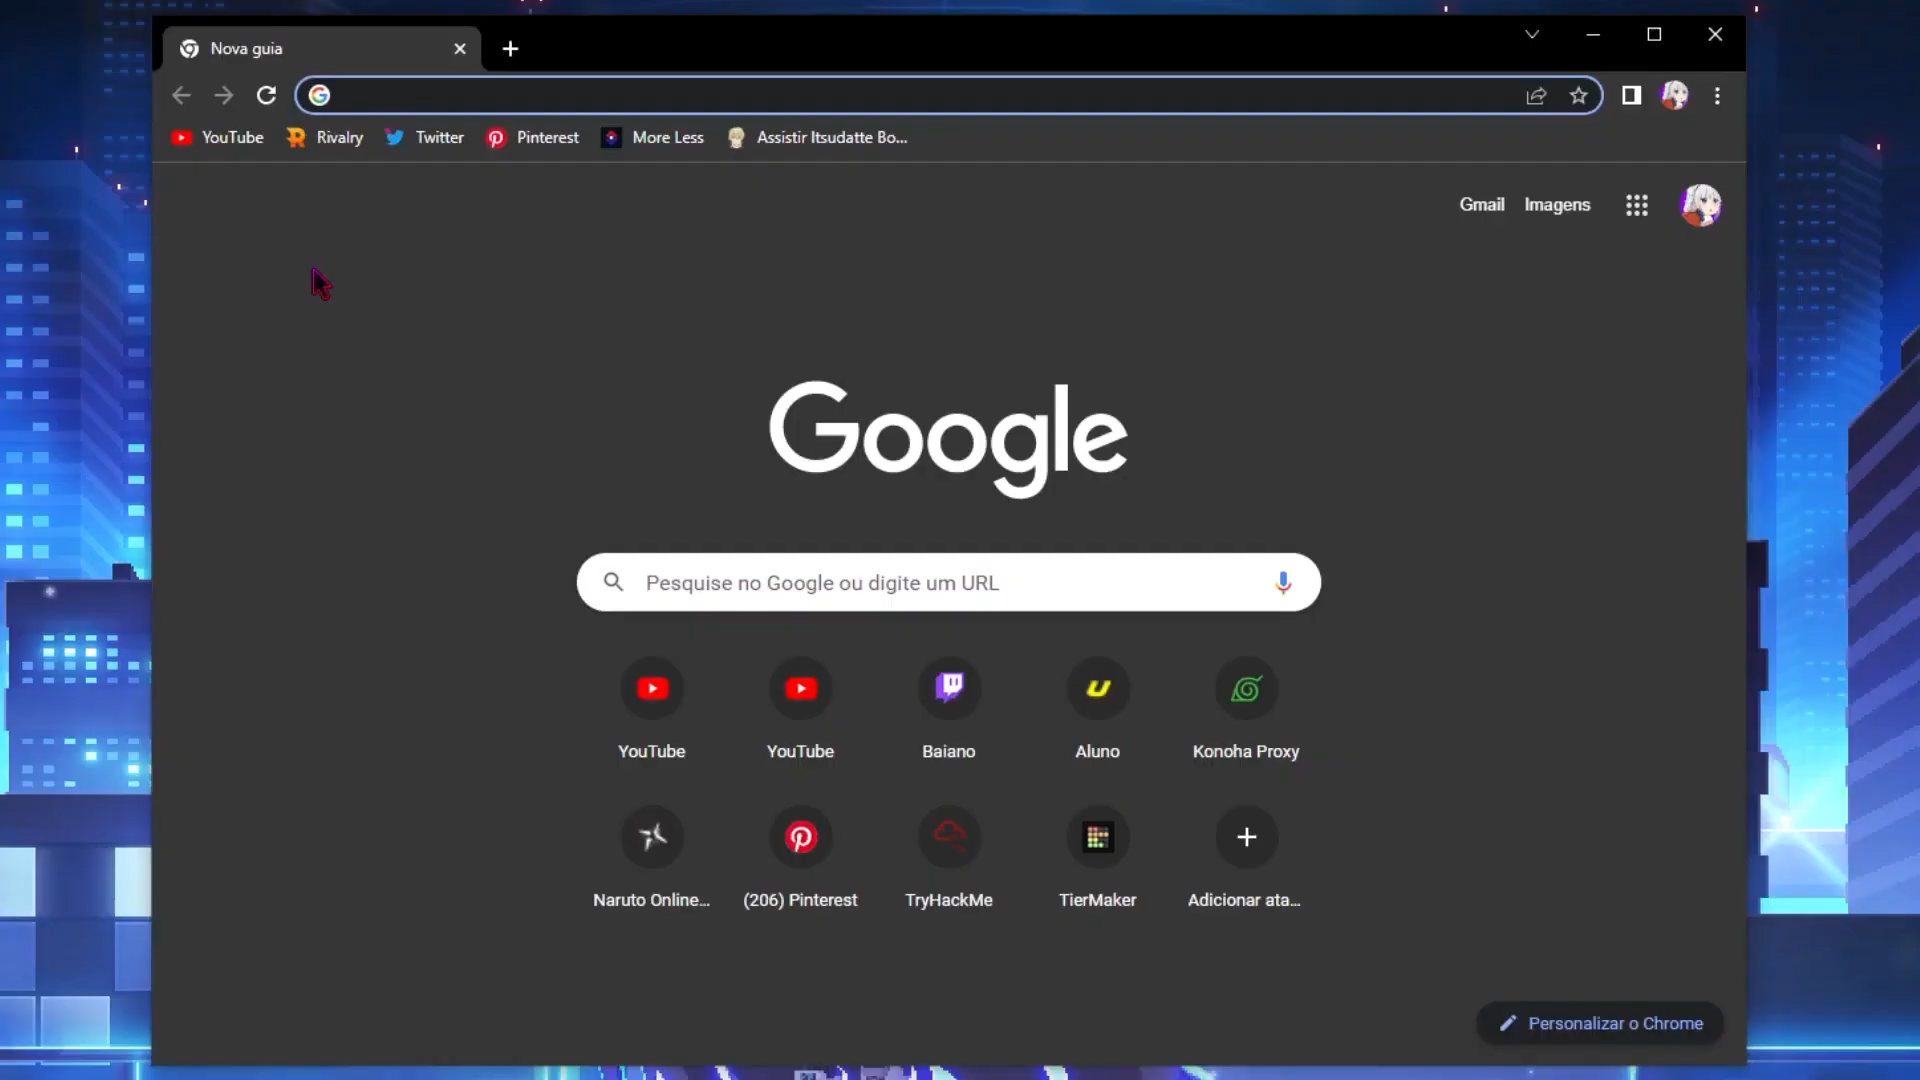 Nova guia
YouTube Rivalry Twitter Pinterest More Less Assistir Itsudatte Bo...
Gmail Imagens
Google
Pesquise no Google ou digite um URL
YouTube YouTube Baiano Aluno Konoha Proxy
Naruto Online... (206) Pinterest TryHackMe TierMaker Adicionar ata...
Personalizar o Chrome